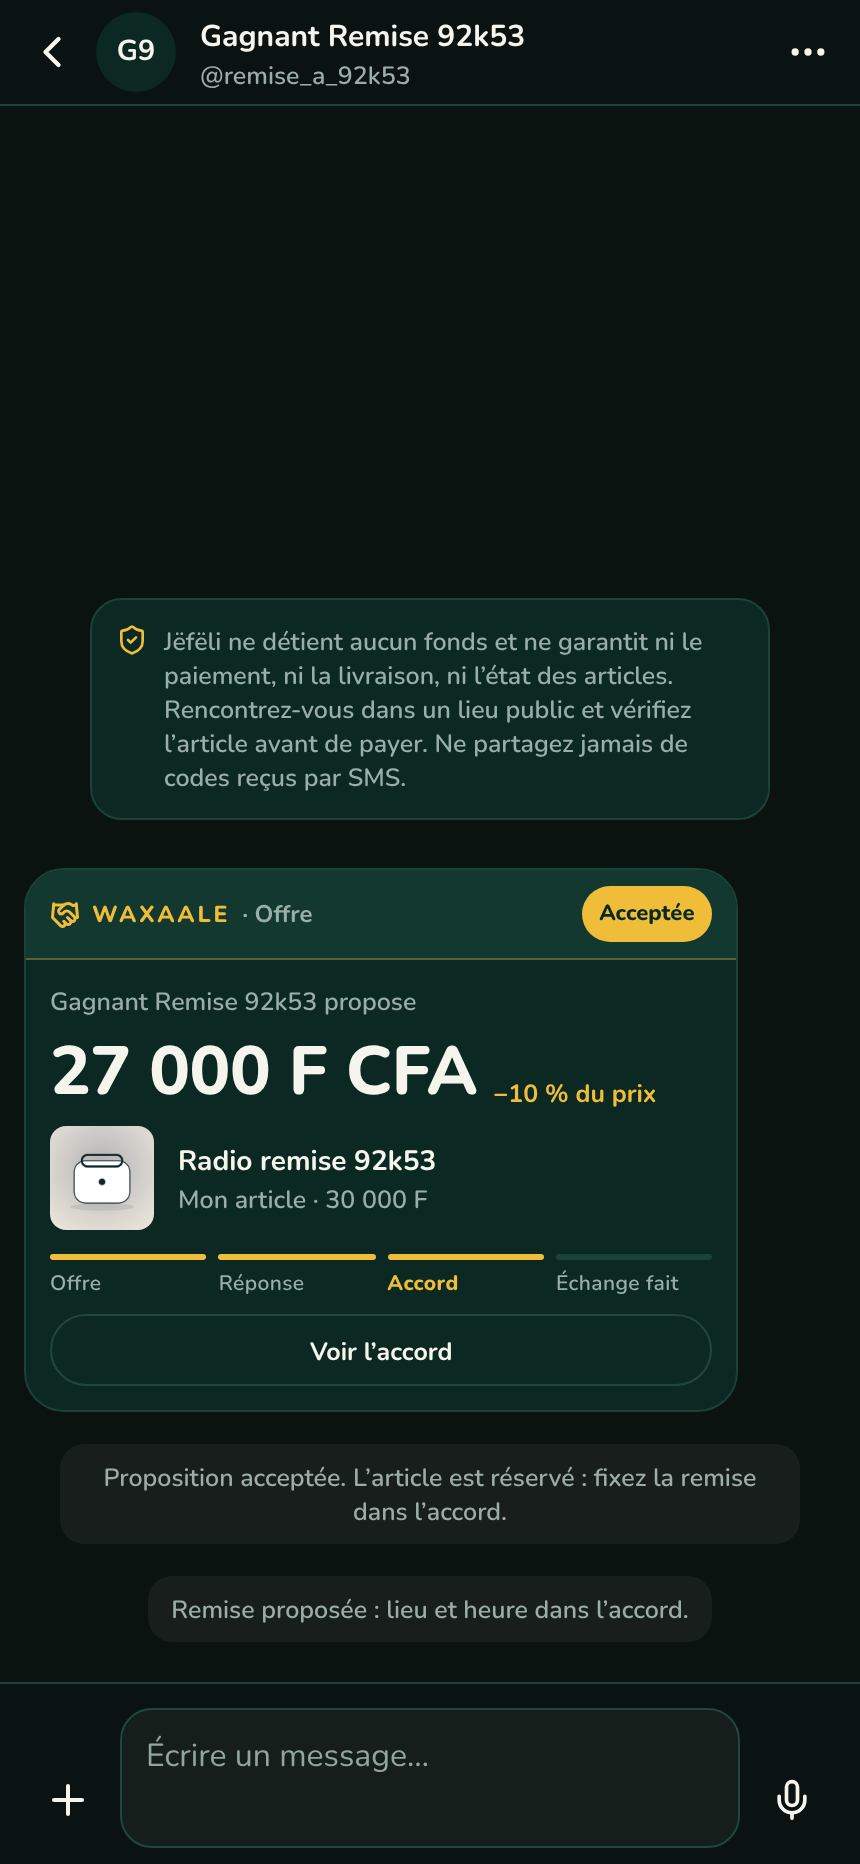 G9
Gagnant Remise 92k53
@remise_a_92k53
Jëfëli ne détient aucun fonds et ne garantit ni le
paiement, ni la livraison, ni l’état des articles.
Rencontrez-vous dans un lieu public et vérifiez
l’article avant de payer. Ne partagez jamais de
codes reçus par SMS.
WAXAALE · Offre
Acceptée
Gagnant Remise 92k53 propose
27 000 F CFA −10 % du prix
Radio remise 92k53
Mon article · 30 000 F
Offre Réponse Accord Échange fait
Voir l’accord
Proposition acceptée. L’article est réservé : fixez la remise
dans l’accord.
Remise proposée : lieu et heure dans l’accord.
Écrire un message…